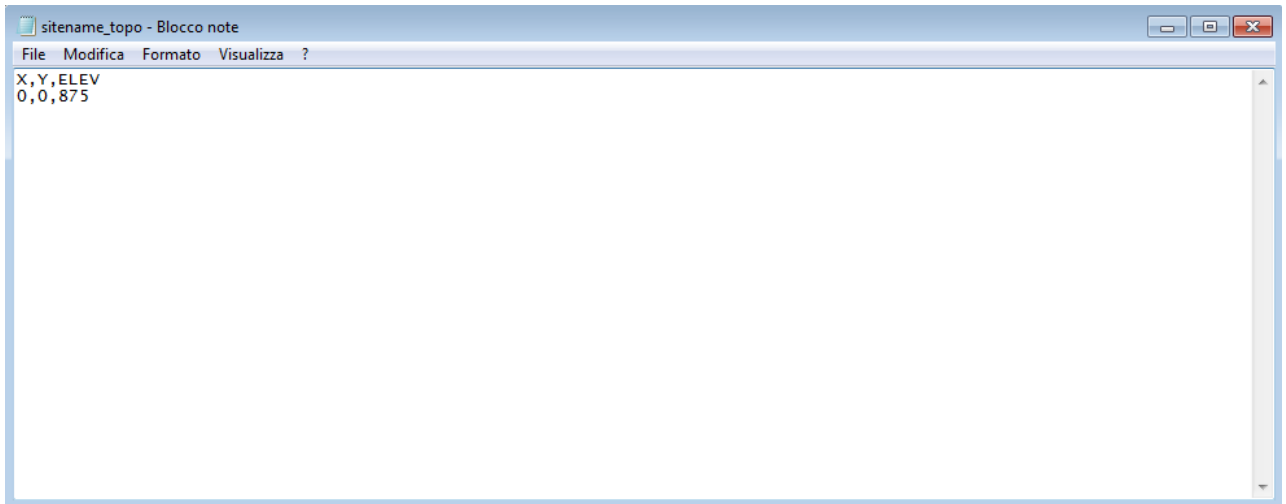 sitename_topo - Blocco note
File Modifica Formato Visualizza ?
X,Y,ELEV
0,0,875